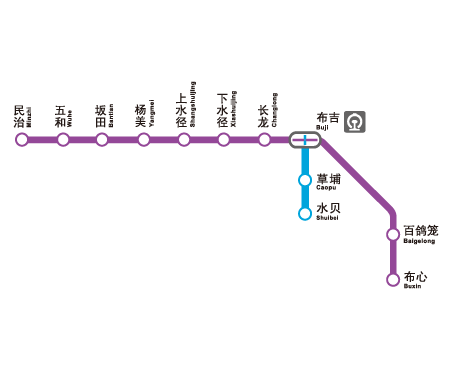 民治
Minzhi
五和
Wuhe
坂田
Bantian
杨美
Yangmei
上水径
Shangshuijing
下水径
Xiashuijing
长龙
Changlong
布吉
Buji
草埔
Caopu
水贝
Shuibei
百鸽笼
Baigelong
布心
Buxin